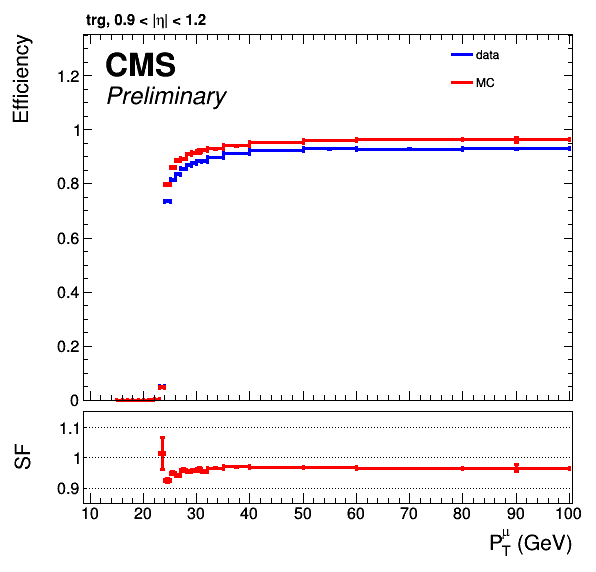 trg, 0.9 < |η| < 1.2
CMS
Preliminary
data
MC
Efficiency
1.2
1
0.8
0.6
0.4
0.2
0
SF
1.1
1
0.9
10 20 30 40 50 60 70 80 90 100
P_T^μ (GeV)